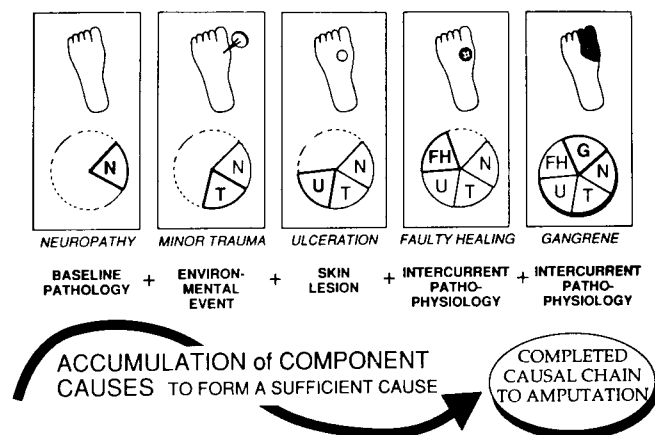 N
N
T
N
T
U
FH
N
T
U
FH
G
N
T
U
NEUROPATHY
MINOR TRAUMA
ULCERATION
FAULTY HEALING
GANGRENE
BASELINE
PATHOLOGY
+
ENVIRON-
MENTAL
EVENT
+
SKIN
LESION
+
INTERCURRENT
PATHO-
PHYSIOLOGY
+
INTERCURRENT
PATHO-
PHYSIOLOGY
ACCUMULATION of COMPONENT
CAUSES TO FORM A SUFFICIENT CAUSE
COMPLETED
CAUSAL CHAIN
TO AMPUTATION